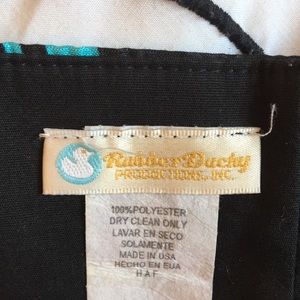 Rubber Ducky
PRODUCTIONS, INC.
100%POLYESTER
DRY CLEAN ONLY
LAVAR EN SECO
SOLAMENTE
MADE IN USA
HECHO EN EUA
H A F